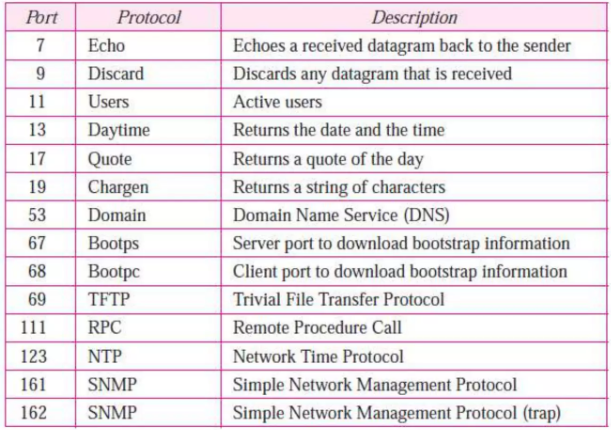 Port Protocol Description
7 Echo Echoes a received datagram back to the sender
9 Discard Discards any datagram that is received
11 Users Active users
13 Daytime Returns the date and the time
17 Quote Returns a quote of the day
19 Chargen Returns a string of characters
53 Domain Domain Name Service (DNS)
67 Bootps Server port to download bootstrap information
68 Bootpc Client port to download bootstrap information
69 TFTP Trivial File Transfer Protocol
111 RPC Remote Procedure Call
123 NTP Network Time Protocol
161 SNMP Simple Network Management Protocol
162 SNMP Simple Network Management Protocol (trap)